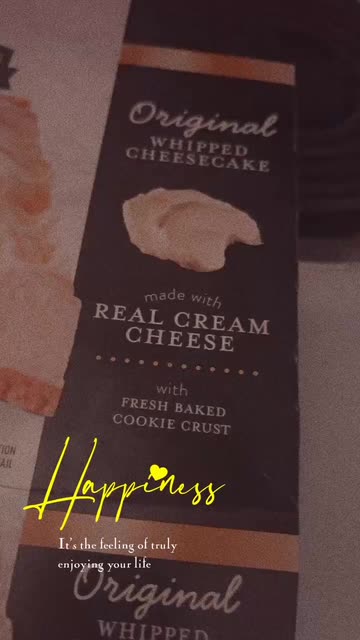 Original
WHIPPED
CHEESECAKE
made with
REAL CREAM
CHEESE
with
FRESH BAKED
COOKIE CRUST
Happiness
It's the feeling of truly
enjoying your life
Original
WHIPPED